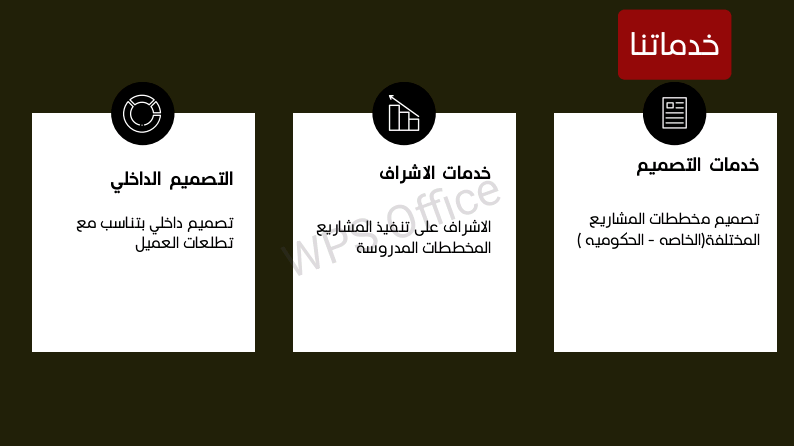 خدماتنا
خدمات التصميم
تصميم مخططات المشاريع
المختلفة(الخاصه - الحكوميه )
خدمات الاشراف
الاشراف على تنفيذ المشاريع
المخططات المدروسة
التصميم الداخلي
تصميم داخلي بتناسب مع
تطلعات العميل
WPS Office